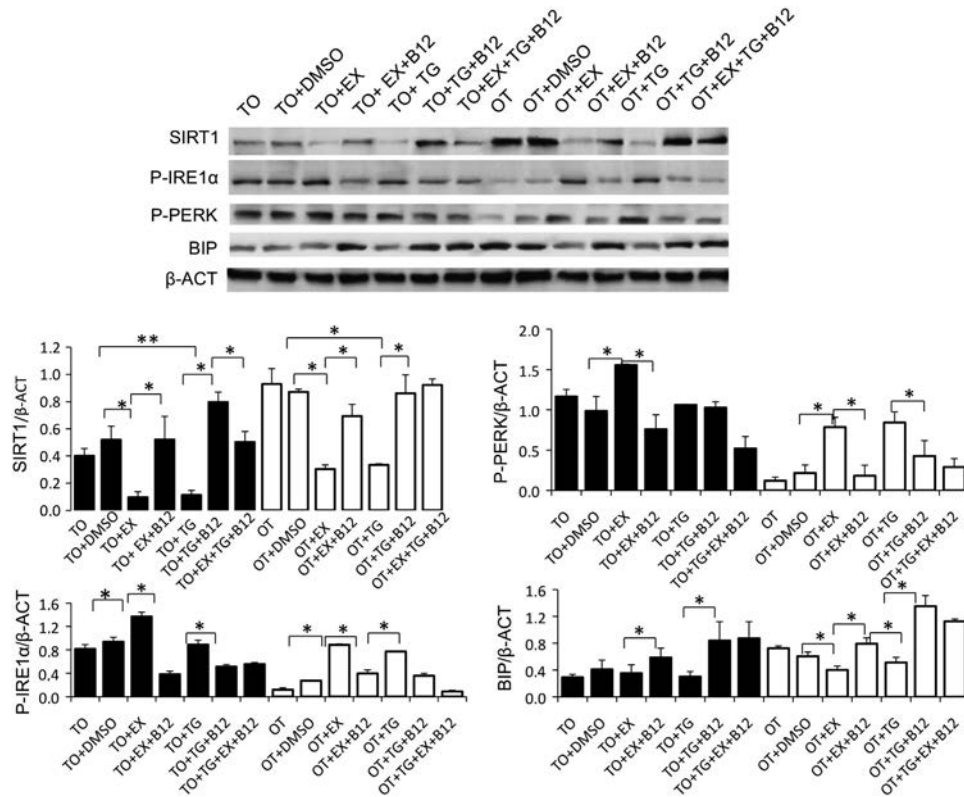 TO TO+DMSO TO+EX TO+ EX+B12 TO+ TG TO+TG+B12 TO+EX+TG+B12 OT OT+DMSO OT+EX OT+EX+B12 OT+TG OT+TG+B12 OT+EX+TG+B12
SIRT1
P-IRE1α
P-PERK
BIP
β-ACT
SIRT1/β-ACT
1.2
1.0
0.8
0.6
0.4
0.2
0.0
** * * * * * * * *
TO TO+DMSO TO+EX TO+ EX+B12 TO+ TG TO+TG+B12 TO+EX+TG+B12 OT OT+DMSO OT+EX OT+EX+B12 OT+TG OT+TG+B12 OT+EX+TG+B12
P-PERK/β-ACT
2.0
1.5
1.0
0.5
0.0
* * * * *
TO TO+DMSO TO+EX TO+EX+B12 TO+TG TO+TG+B12 TO+TG+EX+B12 OT OT+DMSO OT+EX OT+EX+B12 OT+TG OT+TG+B12 OT+TG+EX+B12
P-IRE1α/β-ACT
1.6
1.2
0.8
0.4
0.0
* * * * * *
TO TO+DMSO TO+EX TO+EX+B12 TO+TG TO+TG+B12 TO+TG+EX+B12 OT OT+DMSO OT+EX OT+EX+B12 OT+TG OT+TG+B12 OT+TG+EX+B12
BIP/β-ACT
1.6
1.2
0.8
0.4
0.0
* * * * * *
TO TO+DMSO TO+EX TO+EX+B12 TO+TG TO+TG+B12 TO+TG+EX+B12 OT OT+DMSO OT+EX OT+EX+B12 OT+TG OT+TG+B12 OT+TG+EX+B12